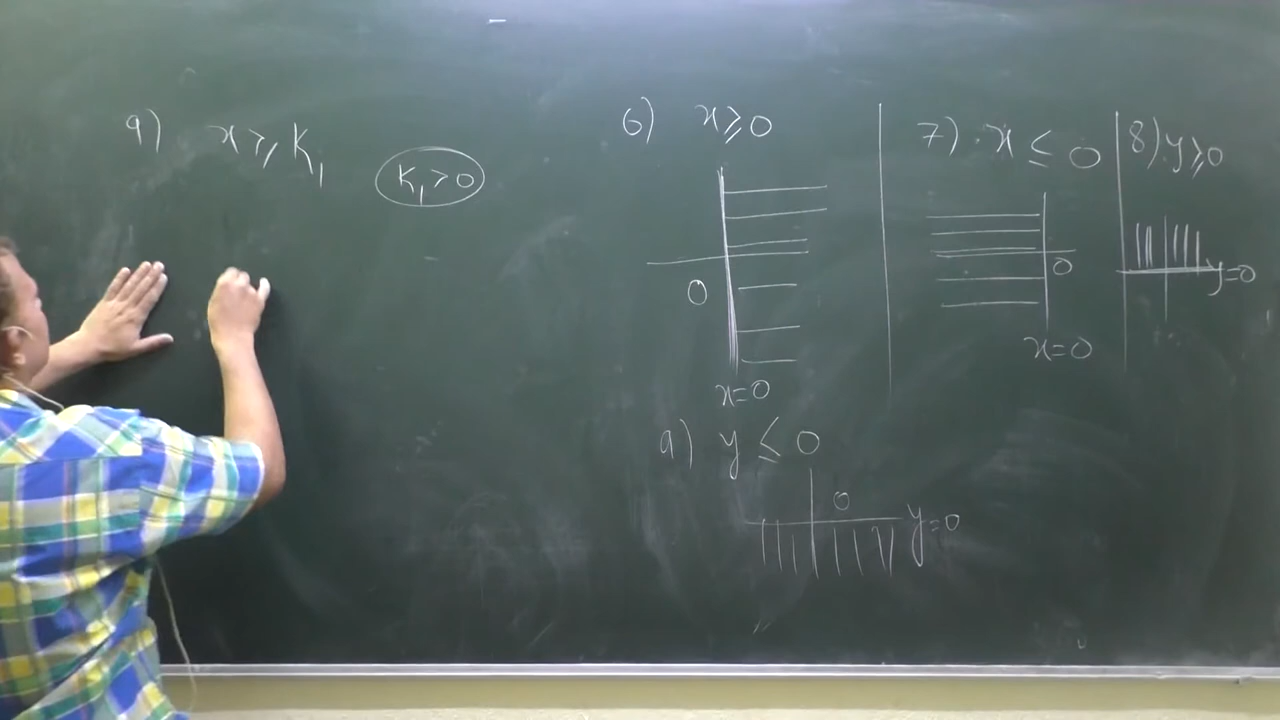 9) x ≥ K₁
K₁ > 0
6) x ≥ 0
0
x=0
7) x ≤ 0
0
x=0
8) y ≥ 0
y=0
9) y ≤ 0
0
y=0